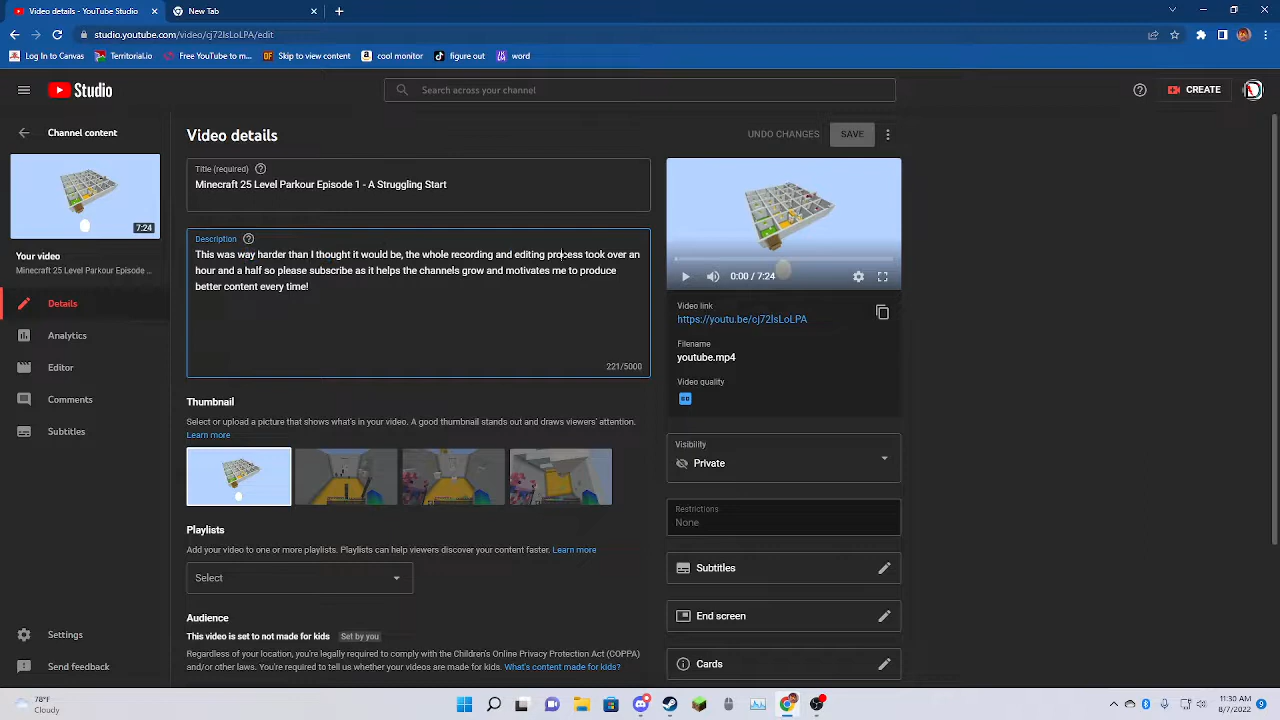 Video details - YouTube Studio
New Tab
studio.youtube.com/video/cj72lsLoLPA/edit
Log In to Canvas
Territorial.io
Free YouTube to m...
Skip to view content
cool monitor
figure out
word
Studio
Search across your channel
CREATE
Channel content
7:24
Your video
Minecraft 25 Level Parkour Episode ...
Details
Analytics
Editor
Comments
Subtitles
Settings
Send feedback
Video details
UNDO CHANGES
SAVE
Title (required)
Minecraft 25 Level Parkour Episode 1 - A Struggling Start
Description
This was way harder than I thought it would be, the whole recording and editing process took over an
hour and a half so please subscribe as it helps the channels grow and motivates me to produce
better content every time!
221/5000
Thumbnail
Select or upload a picture that shows what's in your video. A good thumbnail stands out and draws viewers' attention.
Learn more
Playlists
Add your video to one or more playlists. Playlists can help viewers discover your content faster. Learn more
Select
Audience
This video is set to not made for kids Set by you
Regardless of your location, you're legally required to comply with the Children's Online Privacy Protection Act (COPPA)
and/or other laws. You're required to tell us whether your videos are made for kids. What's content made for kids?
0:00 / 7:24
Video link
https://youtu.be/cj72lsLoLPA
Filename
youtube.mp4
Video quality
Visibility
Private
Restrictions
None
Subtitles
End screen
Cards
78°F
Cloudy
11:30 AM
8/7/2022